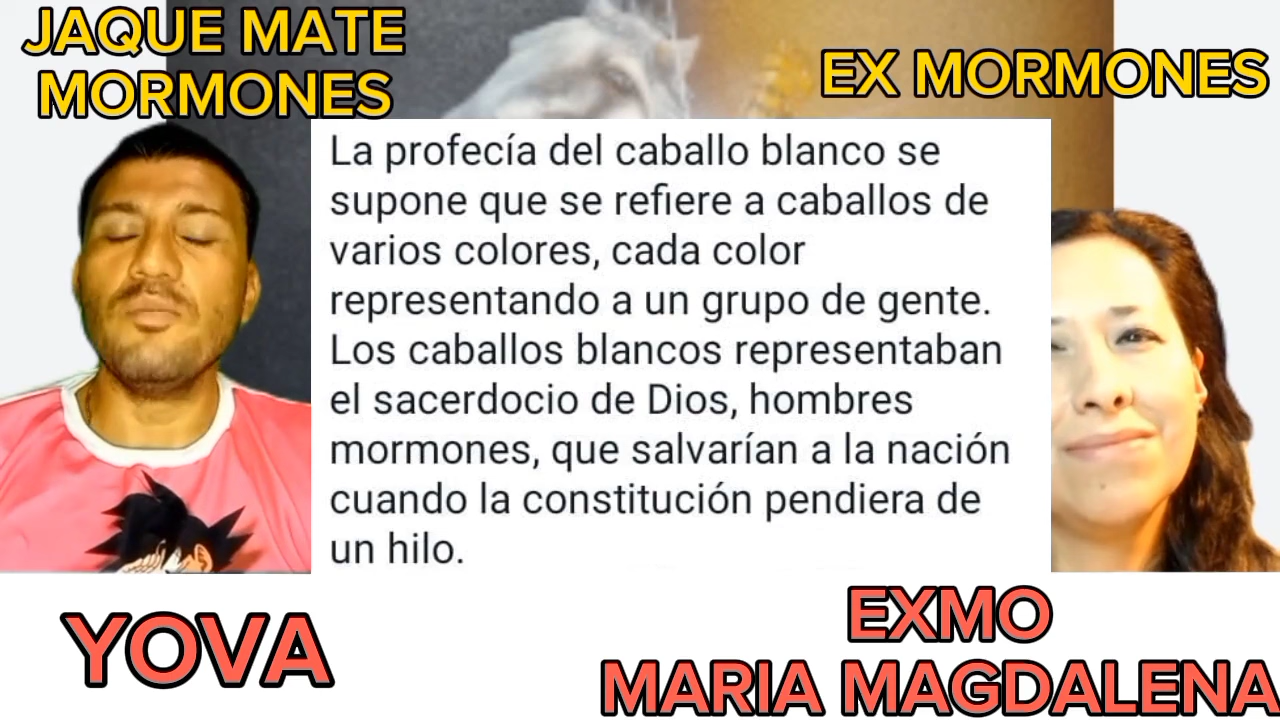 JAQUE MATE
MORMONES
EX MORMONES
La profecía del caballo blanco se
supone que se refiere a caballos de
varios colores, cada color
representando a un grupo de gente.
Los caballos blancos representaban
el sacerdocio de Dios, hombres
mormones, que salvarían a la nación
cuando la constitución pendiera de
un hilo.
YOVA
EXMO
MARIA MAGDALENA